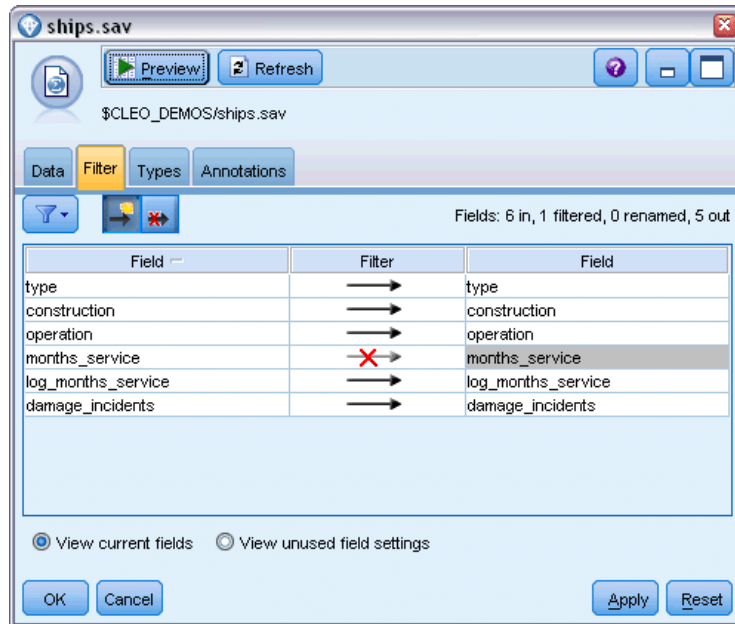 ships.sav
Preview Refresh
$CLEO_DEMOS/ships.sav
Data Filter Types Annotations
Fields: 6 in, 1 filtered, 0 renamed, 5 out
Field Filter Field
type type
construction construction
operation operation
months_service months_service
log_months_service log_months_service
damage_incidents damage_incidents
View current fields View unused field settings
OK Cancel Apply Reset